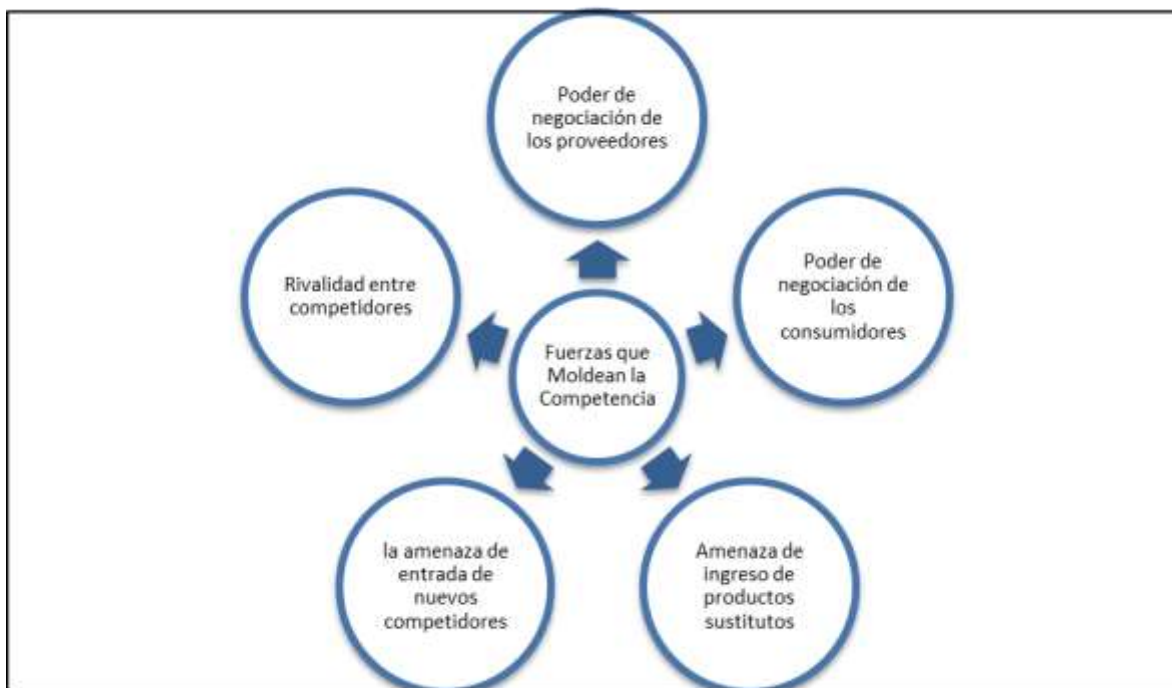 Poder de
negociación de
los proveedores
Rivalidad entre
competidores
Poder de
negociación de
los
consumidores
Fuerzas que
Moldean la
Competencia
la amenaza de
entrada de
nuevos
competidores
Amenaza de
ingreso de
productos
sustitutos